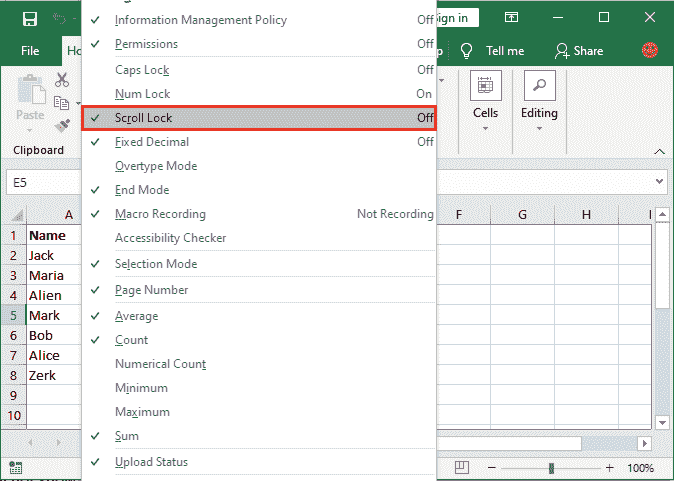 Sign in
File
Tell me
Share
Paste
Clipboard
Cells
Editing
Information Management Policy Off
Permissions Off
Caps Lock Off
Num Lock On
Scroll Lock Off
Fixed Decimal Off
Overtype Mode
End Mode
Macro Recording Not Recording
Accessibility Checker
Selection Mode
Page Number
Average
Count
Numerical Count
Minimum
Maximum
Sum
Upload Status
E5
A F G H
1 Name
2 Jack
3 Maria
4 Alien
5 Mark
6 Bob
7 Alice
8 Zerk
9
10
100%